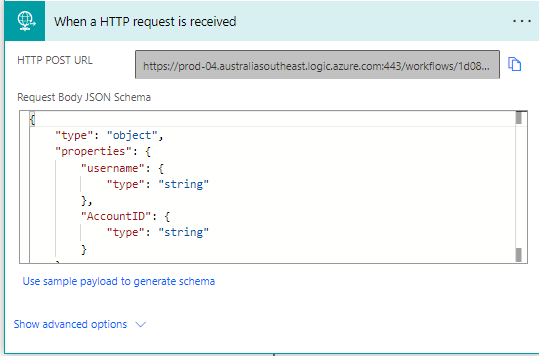 When a HTTP request is received
HTTP POST URL
https://prod-04.australiasoutheast.logic.azure.com:443/workflows/1d08...
Request Body JSON Schema
{
"type": "object",
"properties": {
"username": {
"type": "string"
},
"AccountID": {
"type": "string"
}
Use sample payload to generate schema
Show advanced options